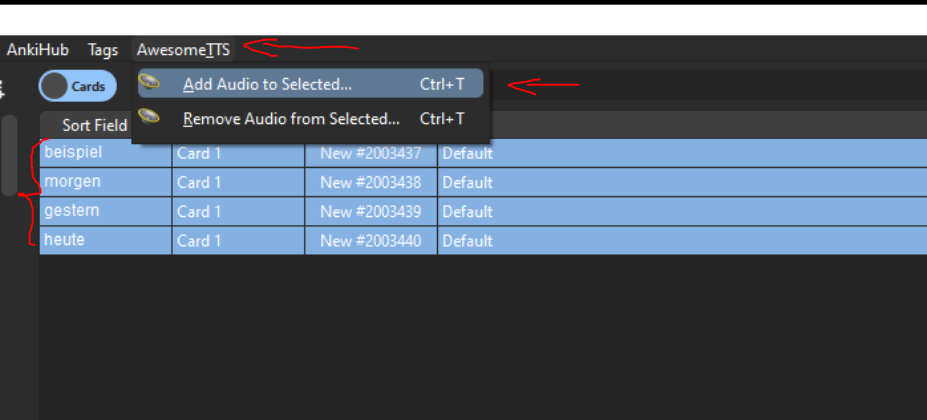 AnkiHub Tags AwesomeTTS
Cards
Add Audio to Selected... Ctrl+T
Remove Audio from Selected... Ctrl+T
Sort Field
beispiel Card 1 New #2003437 Default
morgen Card 1 New #2003438 Default
gestern Card 1 New #2003439 Default
heute Card 1 New #2003440 Default